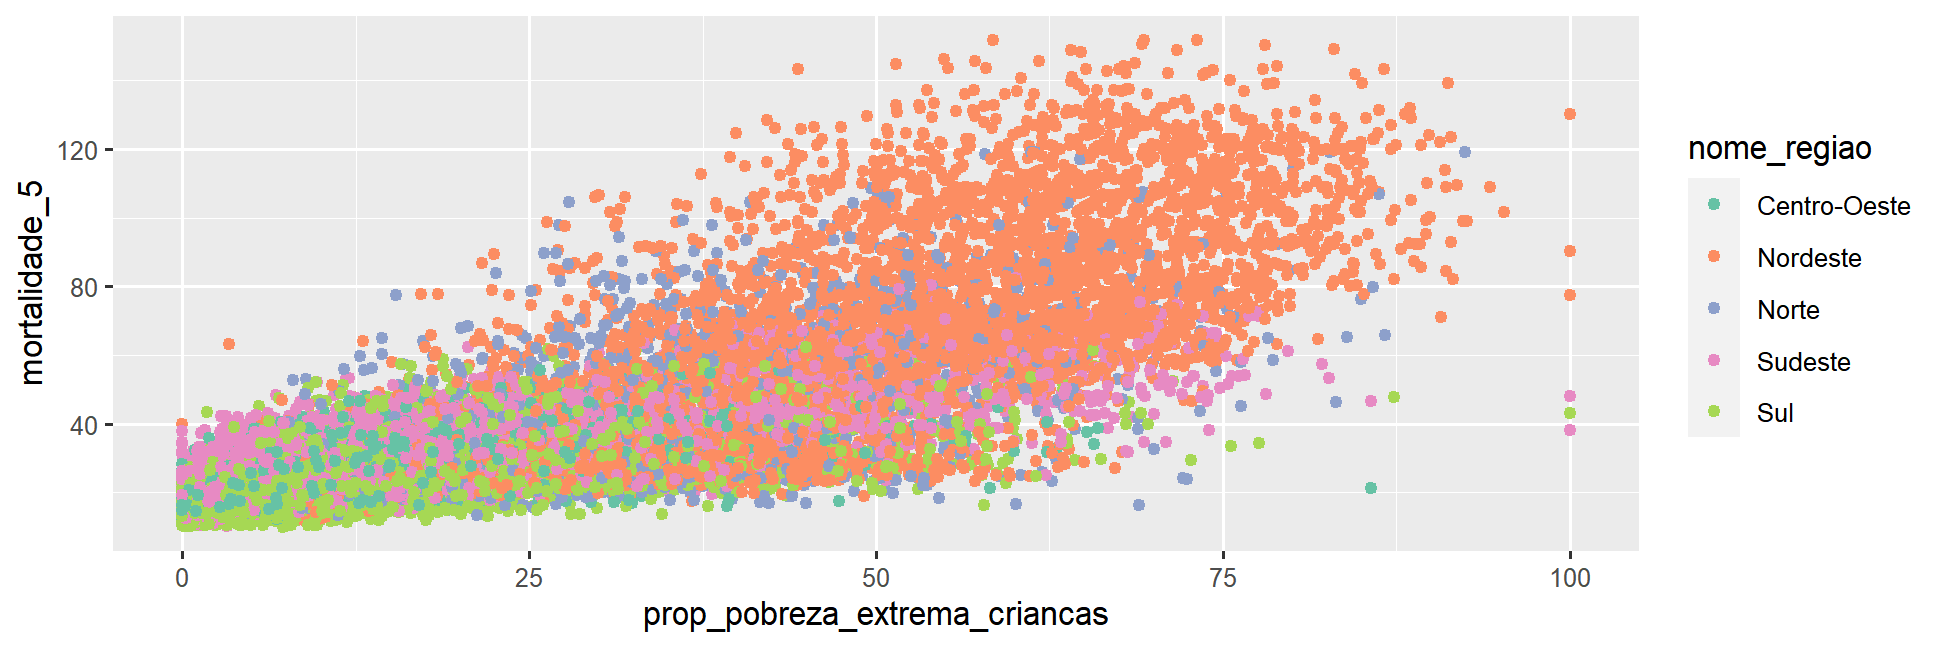 mortalidade_5
120
80
40
0
25
50
75
100
prop_pobreza_extrema_criancas
nome_regiao
Centro-Oeste
Nordeste
Norte
Sudeste
Sul